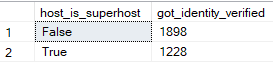 host_is_superhost got_identity_verified
1 False 1898
2 True 1228